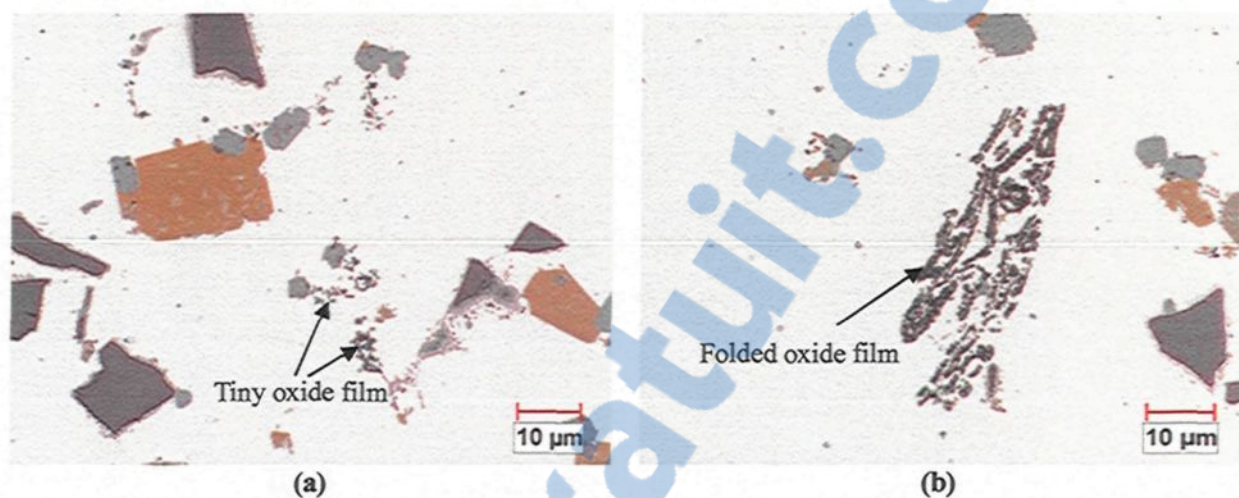 Tiny oxide film
10 μm
(a)
Folded oxide film
10 μm
(b)